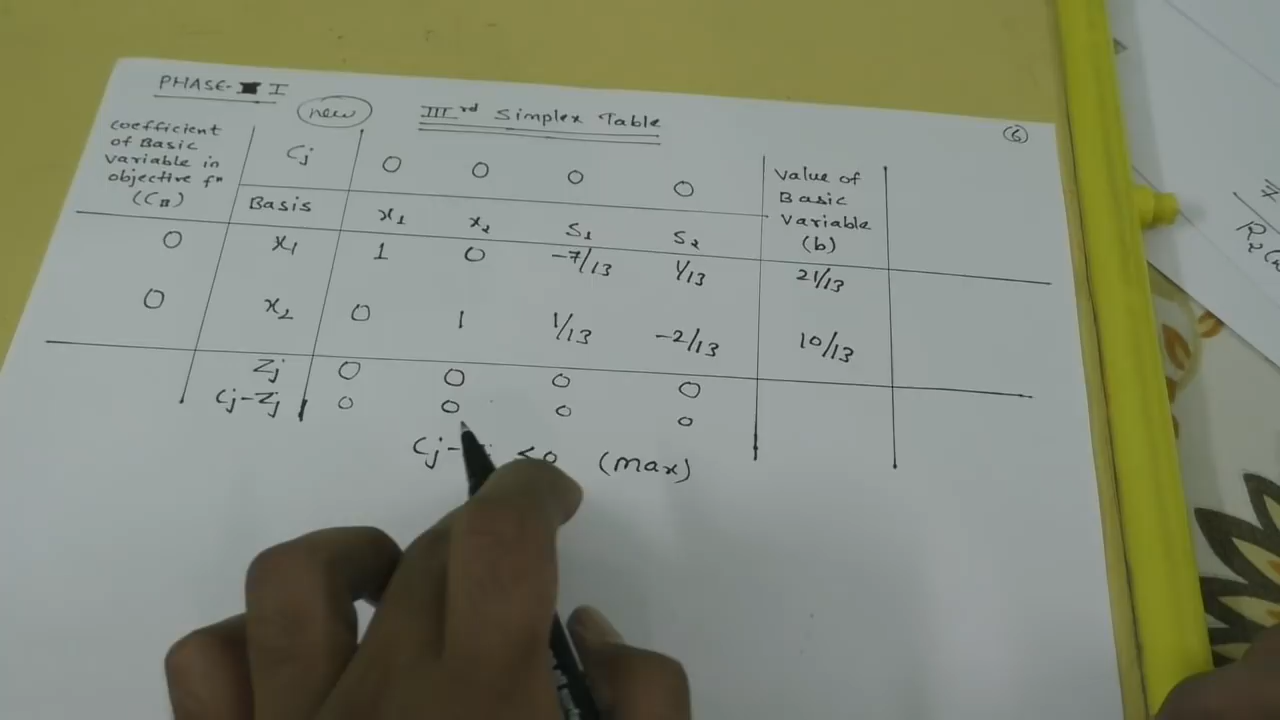 PHASE- I
new
IIIrd Simplex Table
6
Coefficient of Basic Variable in objective fn (CB)
Cj 0 0 0 0
Value of Basic Variable (b)
Basis x1 x2 S1 S2
0 x1 1 0 -7/13 1/13 21/13
0 x2 0 1 1/13 -2/13 10/13
Zj 0 0 0 0
Cj-Zj 0 0 0 0
Cj- (Max)